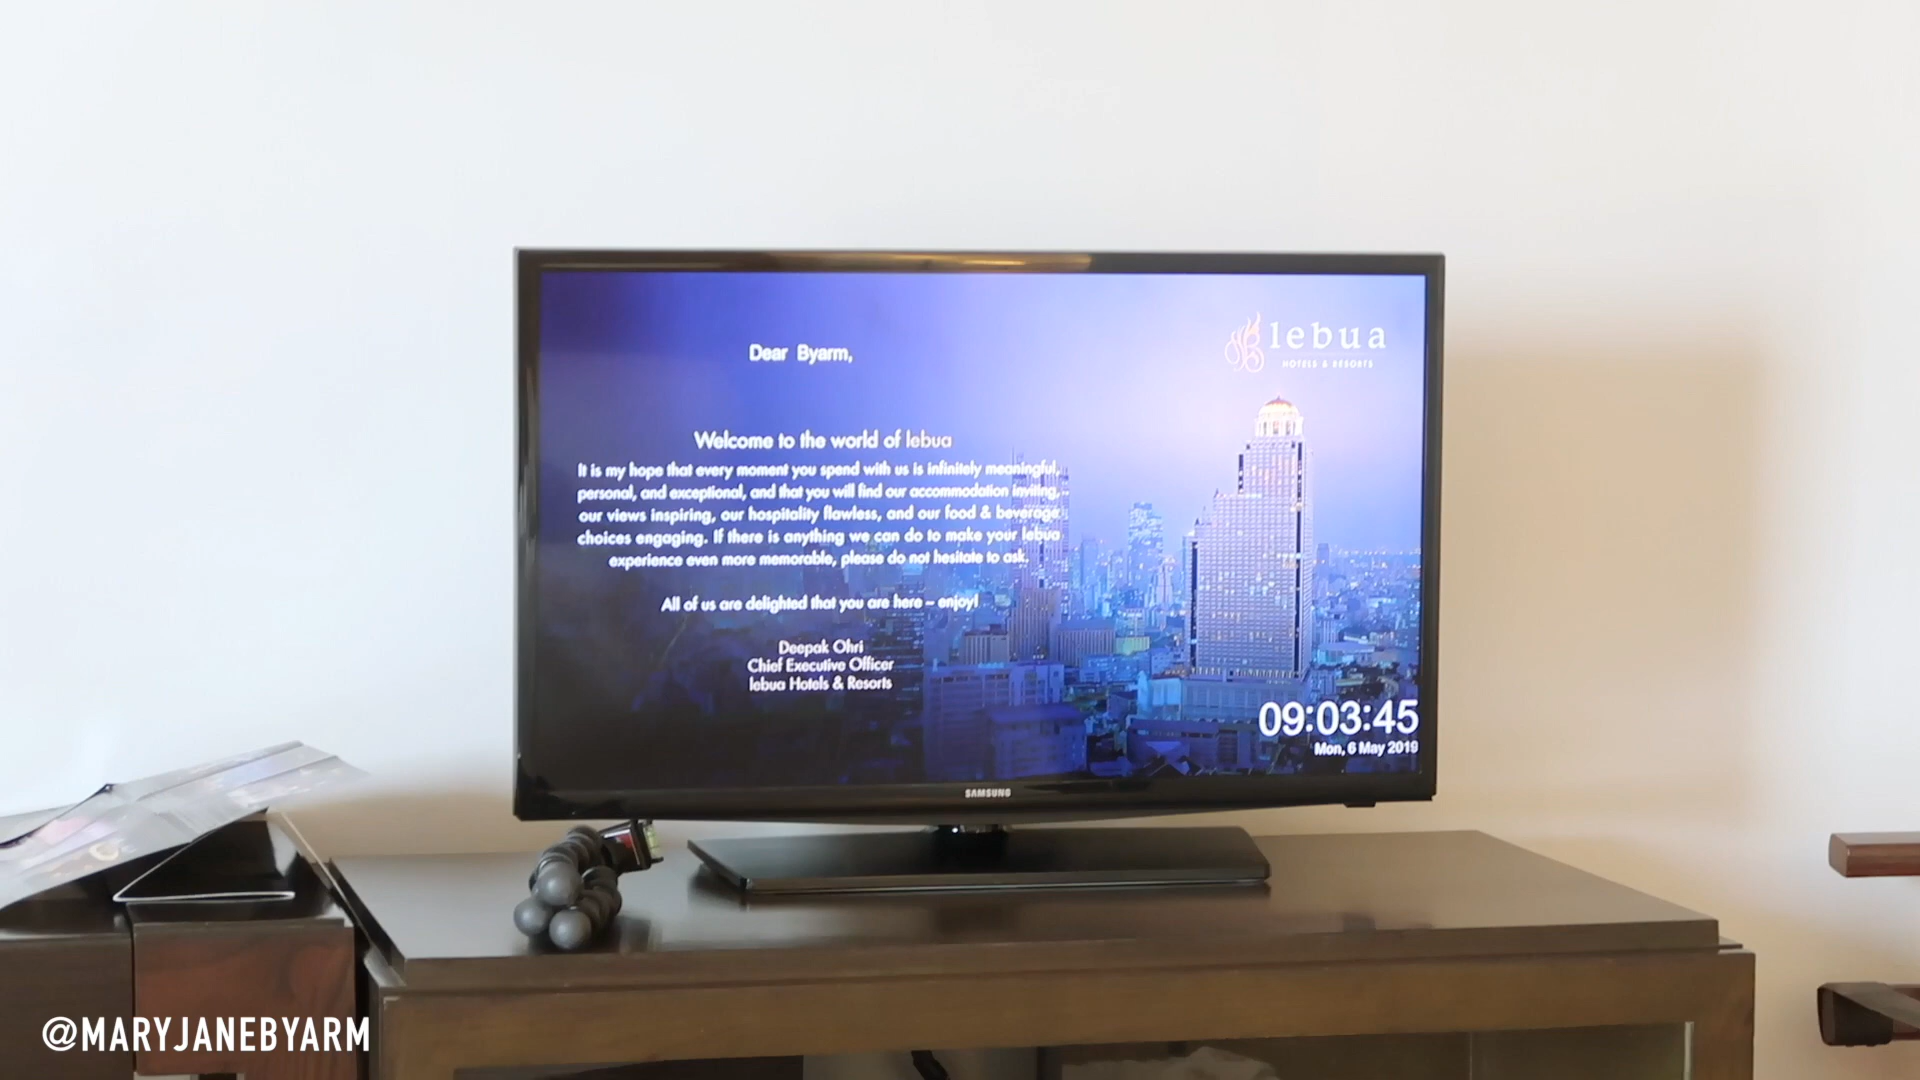 Dear Byarm,
lebua
HOTELS & RESORTS
Welcome to the world of lebua
It is my hope that every moment you spend with us is infinitely meaningful,
personal, and exceptional, and that you will find our accommodation inviting,
our views inspiring, our hospitality flawless, and our food & beverage
choices engaging. If there is anything we can do to make your lebua
experience even more memorable, please do not hesitate to ask.
All of us are delighted that you are here – enjoy!
Deepak Ohri
Chief Executive Officer
lebua Hotels & Resorts
09:03:45
Mon, 6 May 2019
SAMSUNG
@MARYJANEBYARM